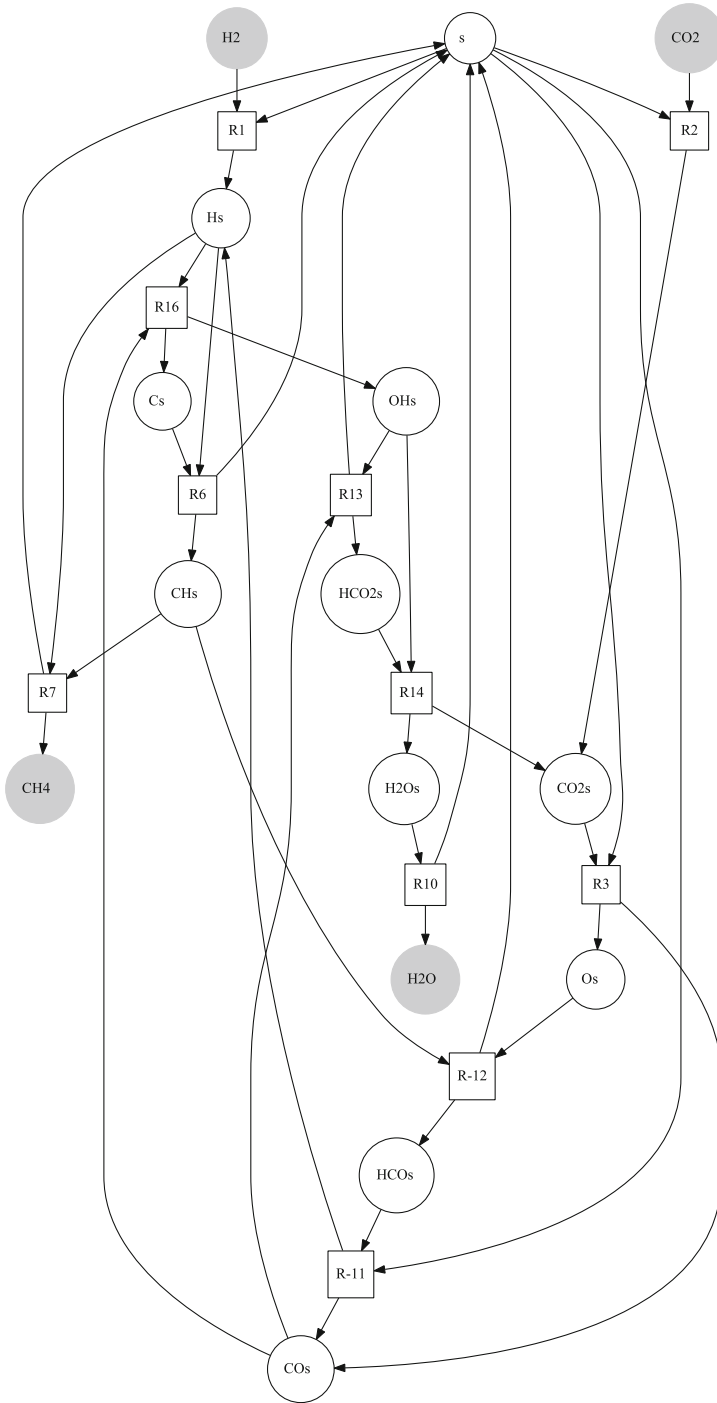 H2
s
CO2
R1
R2
Hs
R16
Cs
OHs
R6
R13
CHs
HCO2s
R7
R14
CH4
H2Os
CO2s
R10
R3
H2O
Os
R-12
HCOs
R-11
COs